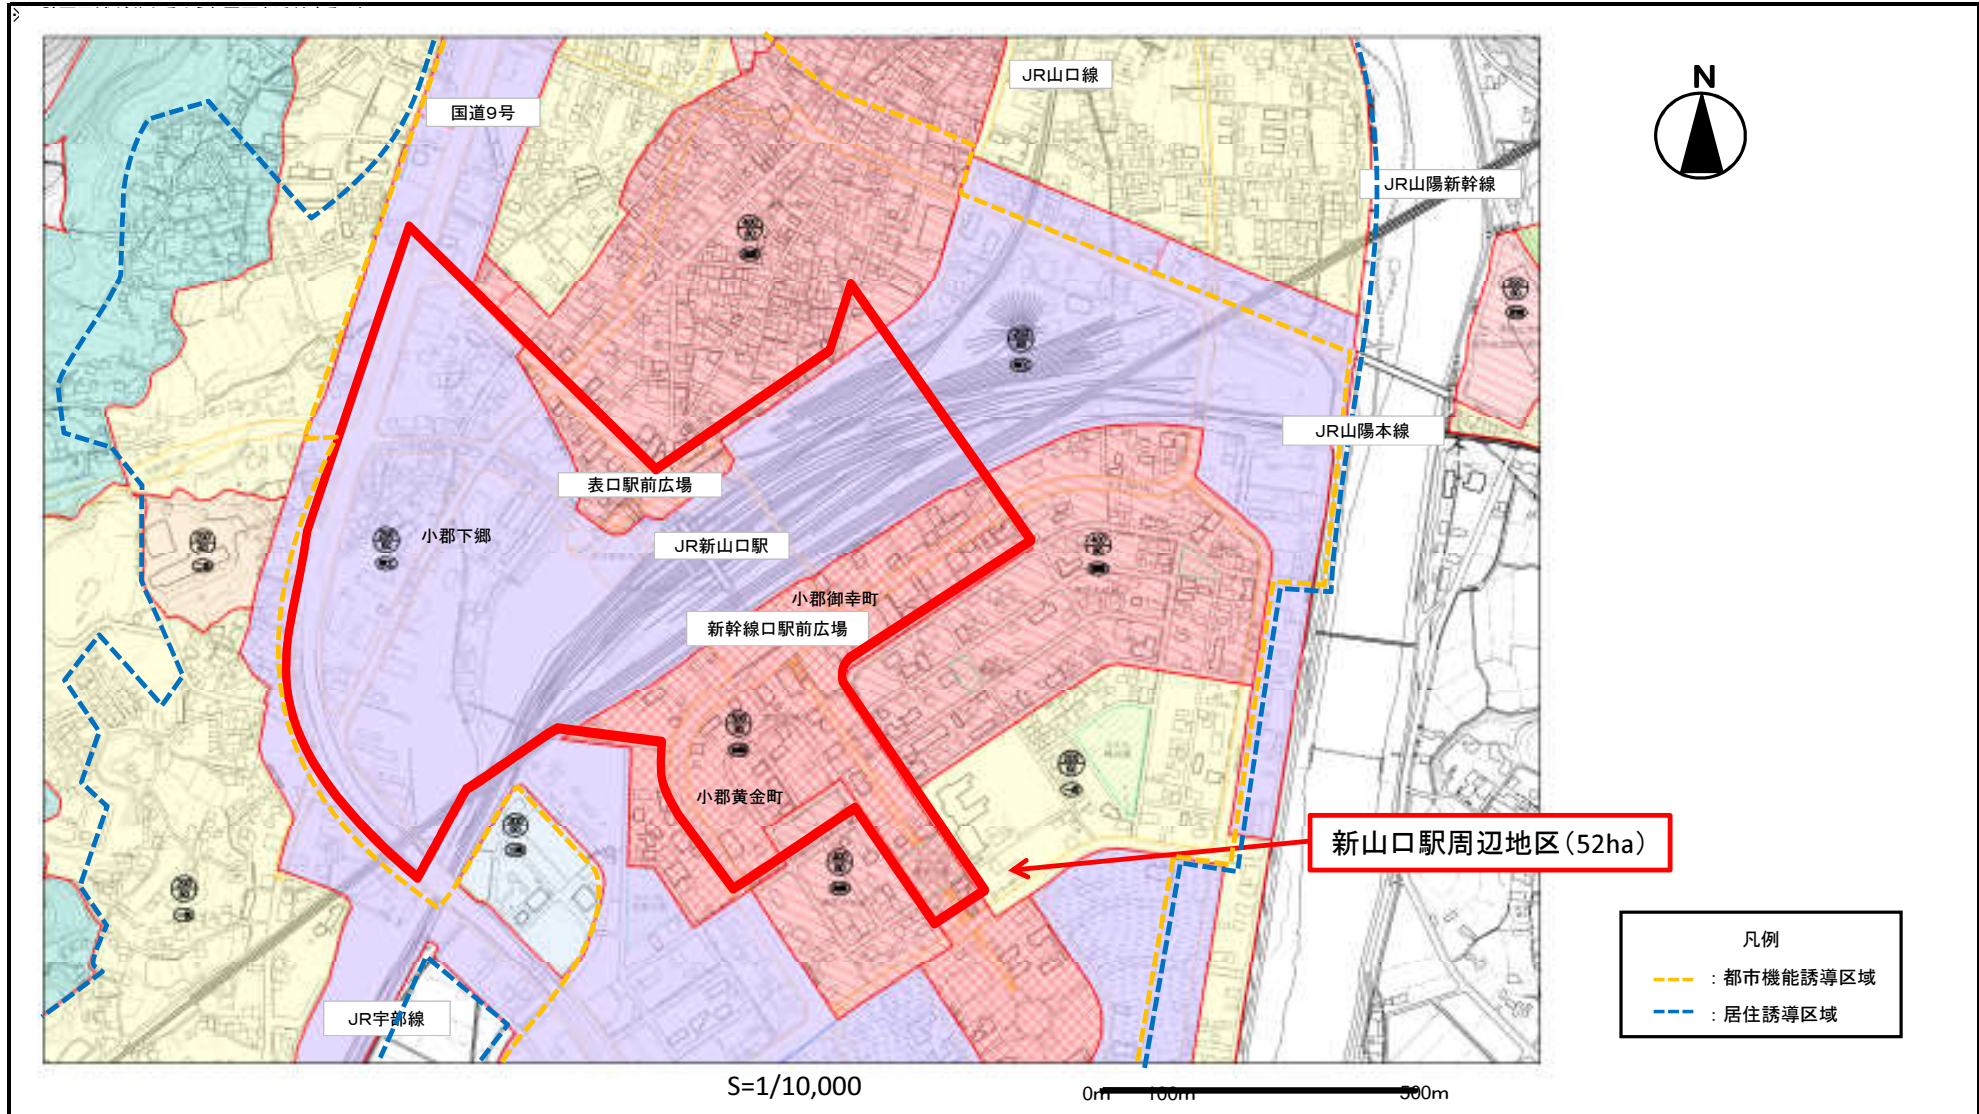 N
JR山口線
国道9号
JR山陽新幹線
JR山陽本線
表口駅前広場
小郡下郷
JR新山口駅
小郡御幸町
新幹線口駅前広場
小郡黄金町
新山口駅周辺地区(52ha)
凡例
:都市機能誘導区域
:居住誘導区域
JR宇部線
S=1/10,000
0m 100m 500m